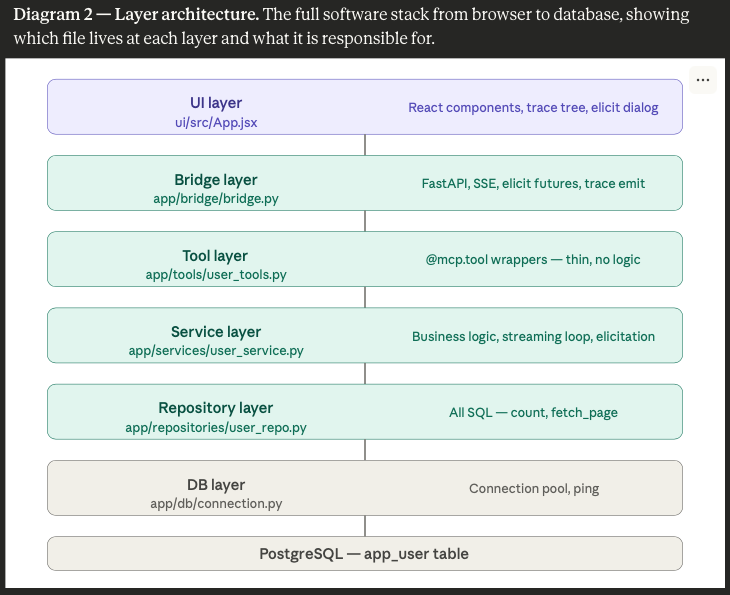 Diagram 2 — Layer architecture. The full software stack from browser to database, showing
which file lives at each layer and what it is responsible for.
...
UI layer
ui/src/App.jsx
React components, trace tree, elicit dialog
Bridge layer
app/bridge/bridge.py
FastAPI, SSE, elicit futures, trace emit
Tool layer
app/tools/user_tools.py
@mcp.tool wrappers — thin, no logic
Service layer
app/services/user_service.py
Business logic, streaming loop, elicitation
Repository layer
app/repositories/user_repo.py
All SQL — count, fetch_page
DB layer
app/db/connection.py
Connection pool, ping
PostgreSQL — app_user table